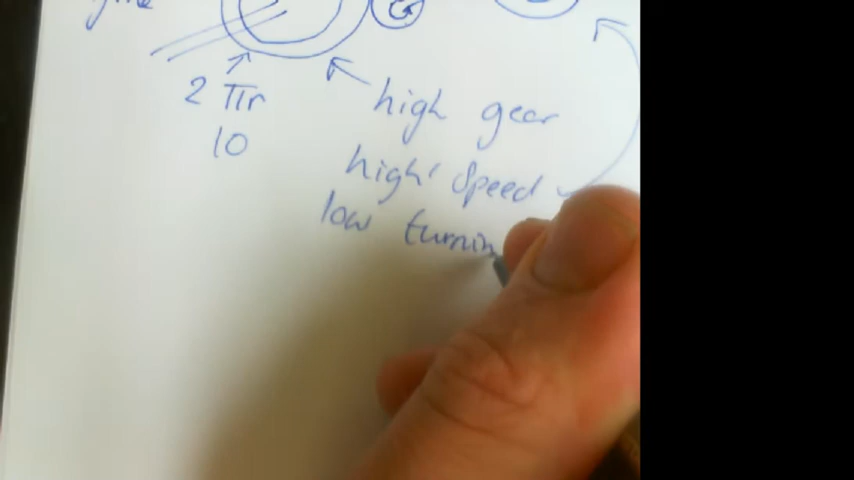 2 πr
10
high gear
high speed
low turnin